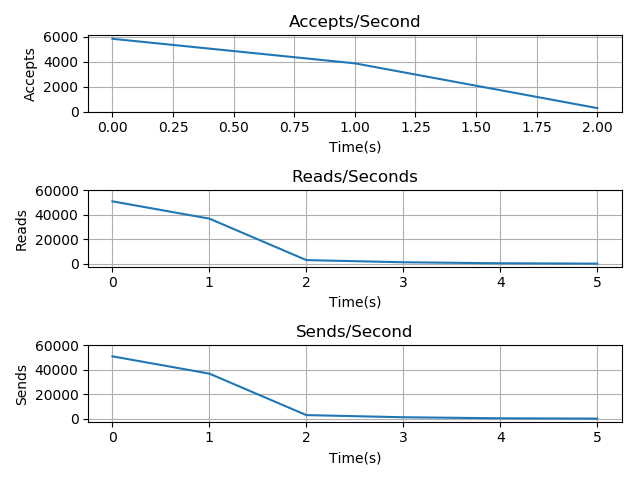 Accepts/Second
6000
4000
2000
0
Accepts
0.00 0.25 0.50 0.75 1.00 1.25 1.50 1.75 2.00
Time(s)
Reads/Seconds
60000
40000
20000
0
Reads
0 1 2 3 4 5
Time(s)
Sends/Second
60000
40000
20000
0
Sends
0 1 2 3 4 5
Time(s)